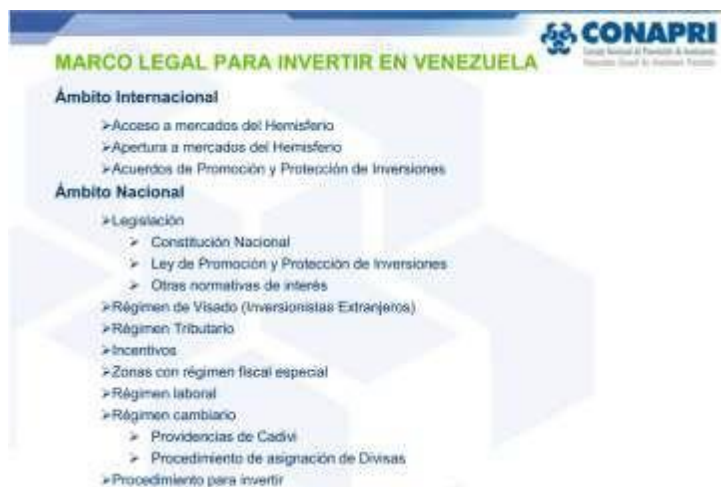 CONAPRI
MARCO LEGAL PARA INVERTIR EN VENEZUELA
Ámbito Internacional
➢Acceso a mercados del Hemisferio
➢Apertura a mercados del Hemisferio
➢Acuerdos de Promoción y Protección de Inversiones
Ámbito Nacional
➢Legislación
➢ Constitución Nacional
➢ Ley de Promoción y Protección de Inversiones
➢ Otras normativas de interés
➢Régimen de Visado (Inversionistas Extranjeros)
➢Régimen Tributario
➢Incentivos
➢Zonas con régimen fiscal especial
➢Régimen laboral
➢Régimen cambiario
➢ Providencias de Cadivi
➢ Procedimiento de asignación de Divisas
➢Procedimiento para invertir